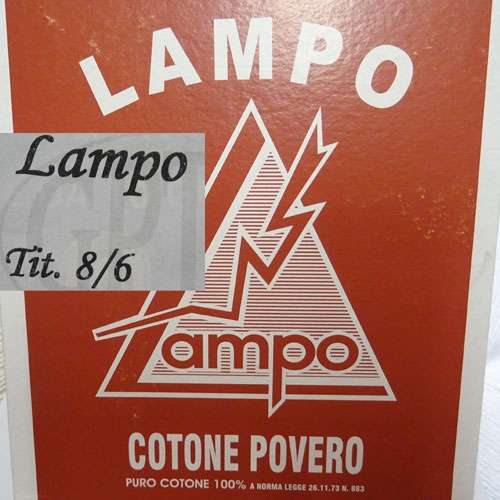 LAMPO
Lampo
Tit. 8/6
Lampo
COTONE POVERO
PURO COTONE 100% A NORMA LEGGE 26.11.73 N. 883